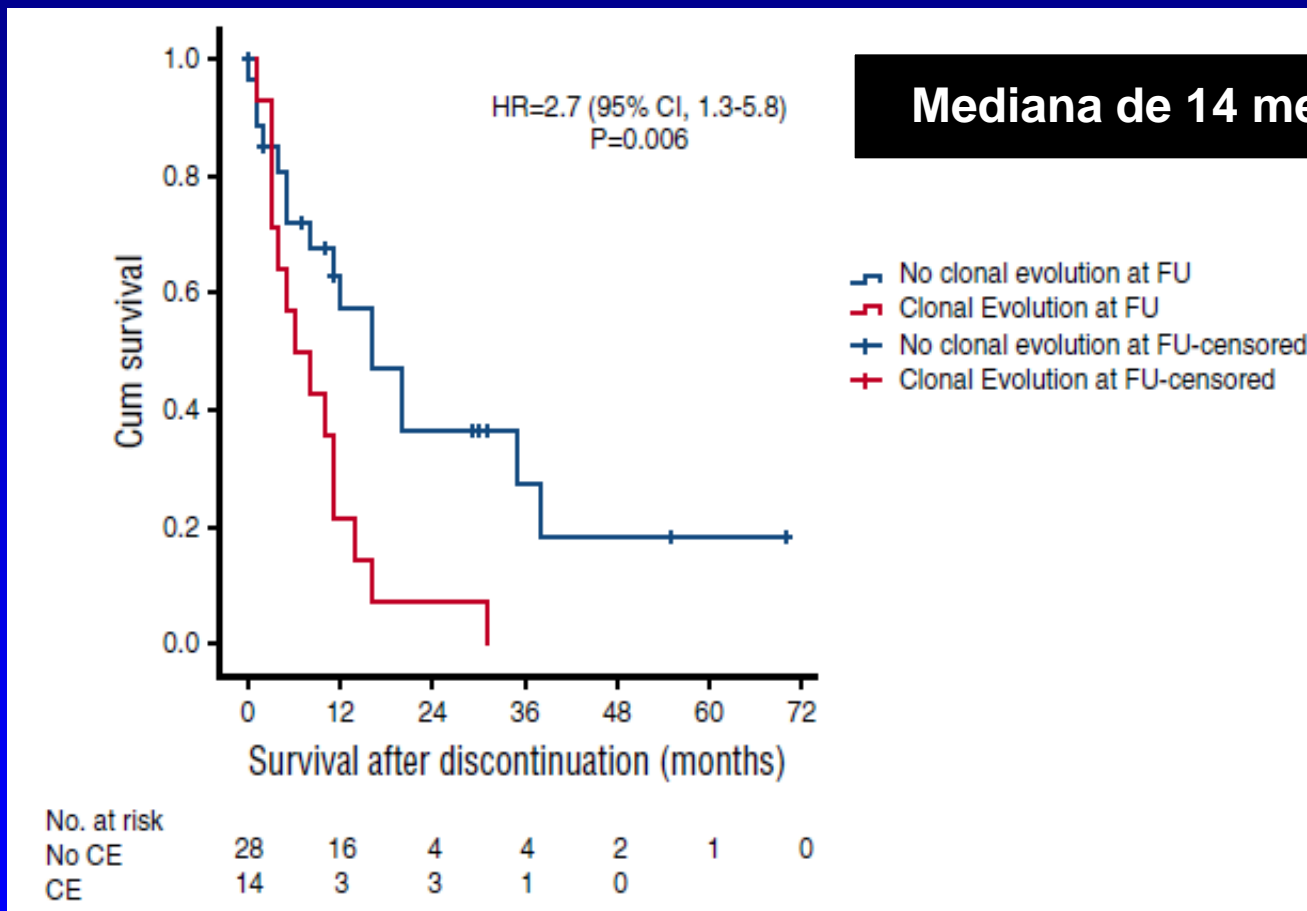 Mediana de 14 me
HR=2.7 (95% CI, 1.3-5.8)
P=0.006
Cum survival
1.0
0.8
0.6
0.4
0.2
0.0
No clonal evolution at FU
Clonal Evolution at FU
No clonal evolution at FU-censored
Clonal Evolution at FU-censored
0 12 24 36 48 60 72
Survival after discontinuation (months)
No. at risk
No CE 28 16 4 4 2 1 0
CE 14 3 3 1 0